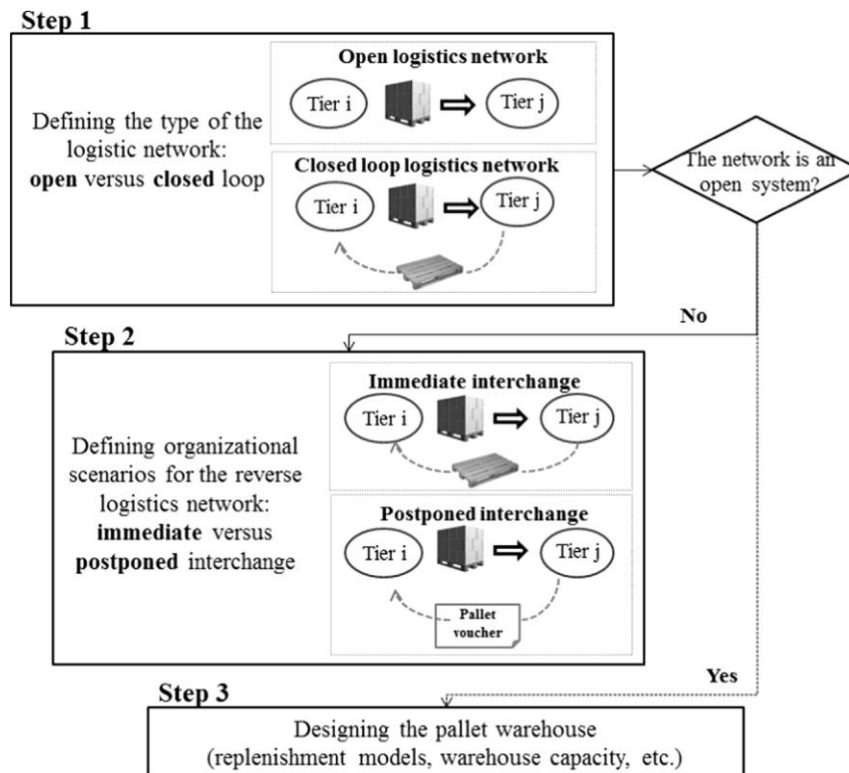 Step 1
Defining the type of the
logistic network:
open versus closed loop
Open logistics network
Tier i
Tier j
Closed loop logistics network
Tier i
Tier j
The network is an
open system?
No
Step 2
Defining organizational
scenarios for the reverse
logistics network:
immediate versus
postponed interchange
Immediate interchange
Tier i
Tier j
Postponed interchange
Tier i
Tier j
Pallet
voucher
Yes
Step 3
Designing the pallet warehouse
(replenishment models, warehouse capacity, etc.)